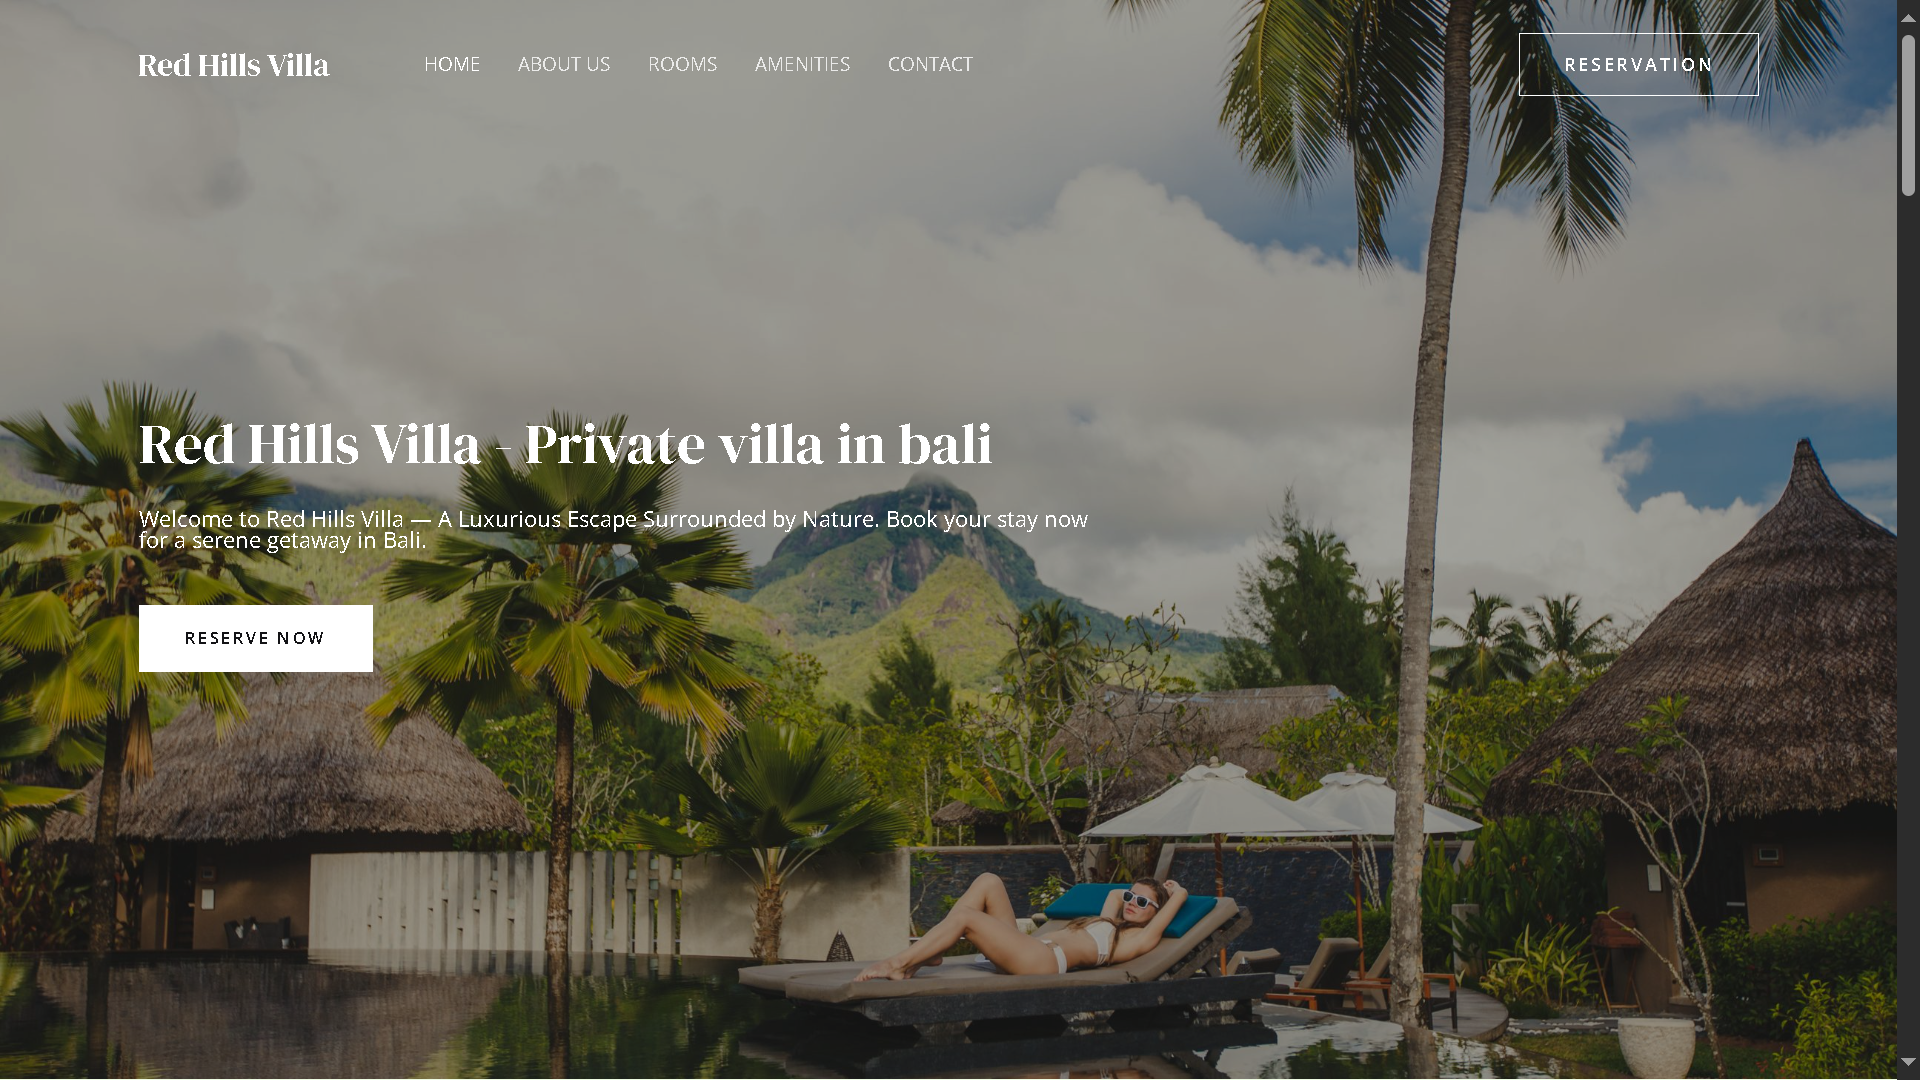 Red Hills Villa
HOME
ABOUT US
ROOMS
AMENITIES
CONTACT
RESERVATION
Red Hills Villa - Private villa in bali
Welcome to Red Hills Villa — A Luxurious Escape Surrounded by Nature. Book your stay now
for a serene getaway in Bali.
RESERVE NOW